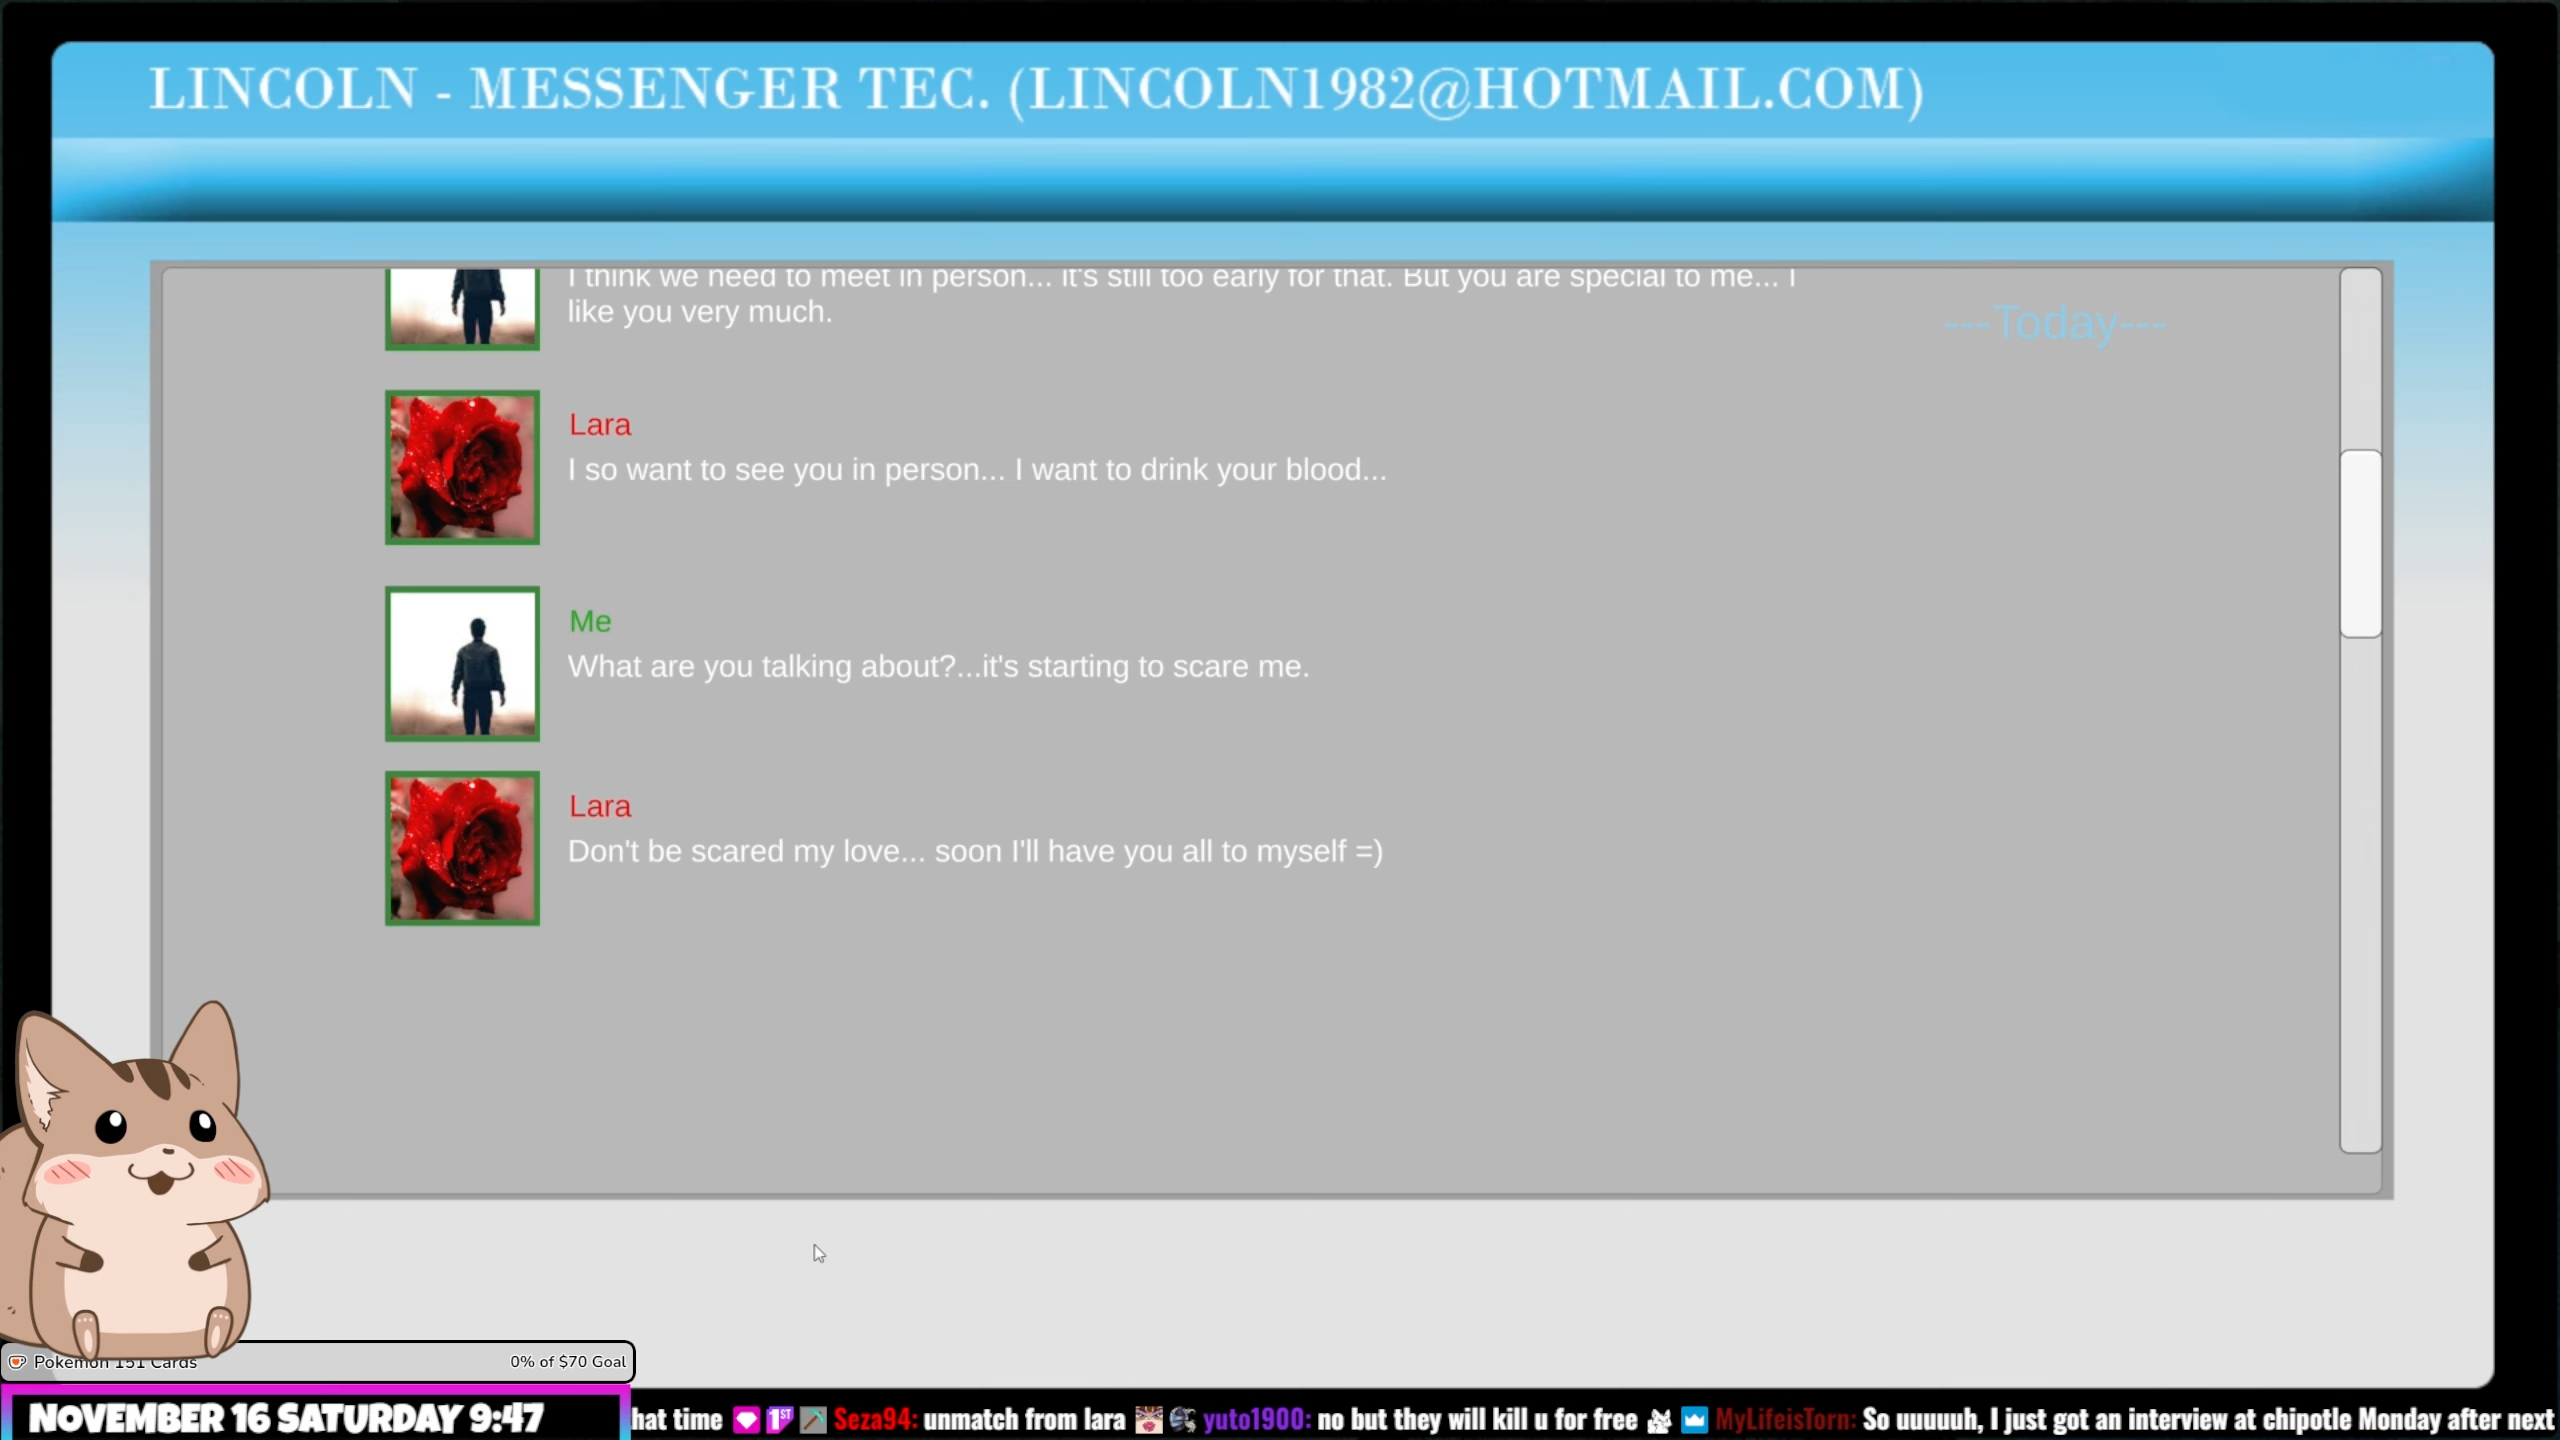 LINCOLN - MESSENGER TEC. (LINCOLN1982@HOTMAIL.COM)
I think we need to meet in person... it's still too early for that. But you are special to me... I
like you very much.
---Today---
Lara
I so want to see you in person... I want to drink your blood...
Me
What are you talking about?...it's starting to scare me.
Lara
Don't be scared my love... soon I'll have you all to myself =)
Pokemon 151 Cards 0% of $70 Goal
NOVEMBER 16 SATURDAY 9:47
hat time 1ST Seza94: unmatch from lara yuto1900: no but they will kill u for free MyLifeisTorn: So uuuuuh, I just got an interview at chipotle Monday after next